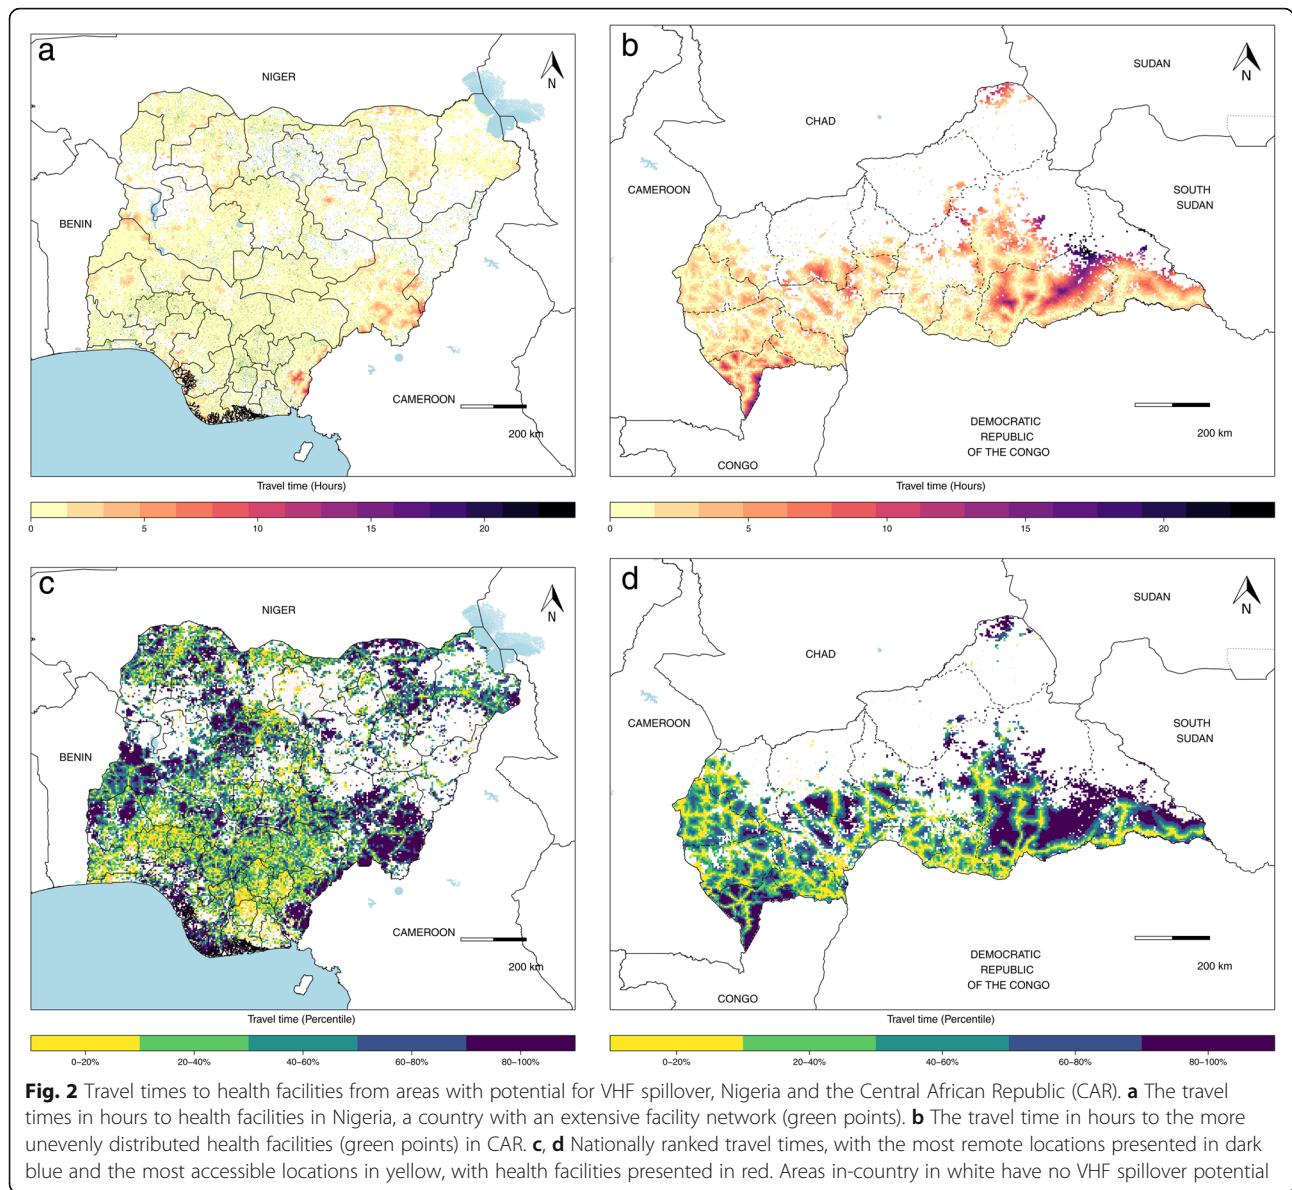 a
NIGER
N
BENIN
CAMEROON
200 km
Travel time (Hours)
0 5 10 15 20
b
SUDAN
N
CHAD
CAMEROON
SOUTH
SUDAN
DEMOCRATIC
REPUBLIC
OF THE CONGO
200 km
CONGO
Travel time (Hours)
0 5 10 15 20
c
NIGER
N
BENIN
CAMEROON
200 km
Travel time (Percentile)
0–20% 20–40% 40–60% 60–80% 80–100%
d
SUDAN
N
CHAD
CAMEROON
SOUTH
SUDAN
DEMOCRATIC
REPUBLIC
OF THE CONGO
200 km
CONGO
Travel time (Percentile)
0–20% 20–40% 40–60% 60–80% 80–100%
Fig. 2 Travel times to health facilities from areas with potential for VHF spillover, Nigeria and the Central African Republic (CAR). a The travel
times in hours to health facilities in Nigeria, a country with an extensive facility network (green points). b The travel time in hours to the more
unevenly distributed health facilities (green points) in CAR. c, d Nationally ranked travel times, with the most remote locations presented in dark
blue and the most accessible locations in yellow, with health facilities presented in red. Areas in-country in white have no VHF spillover potential